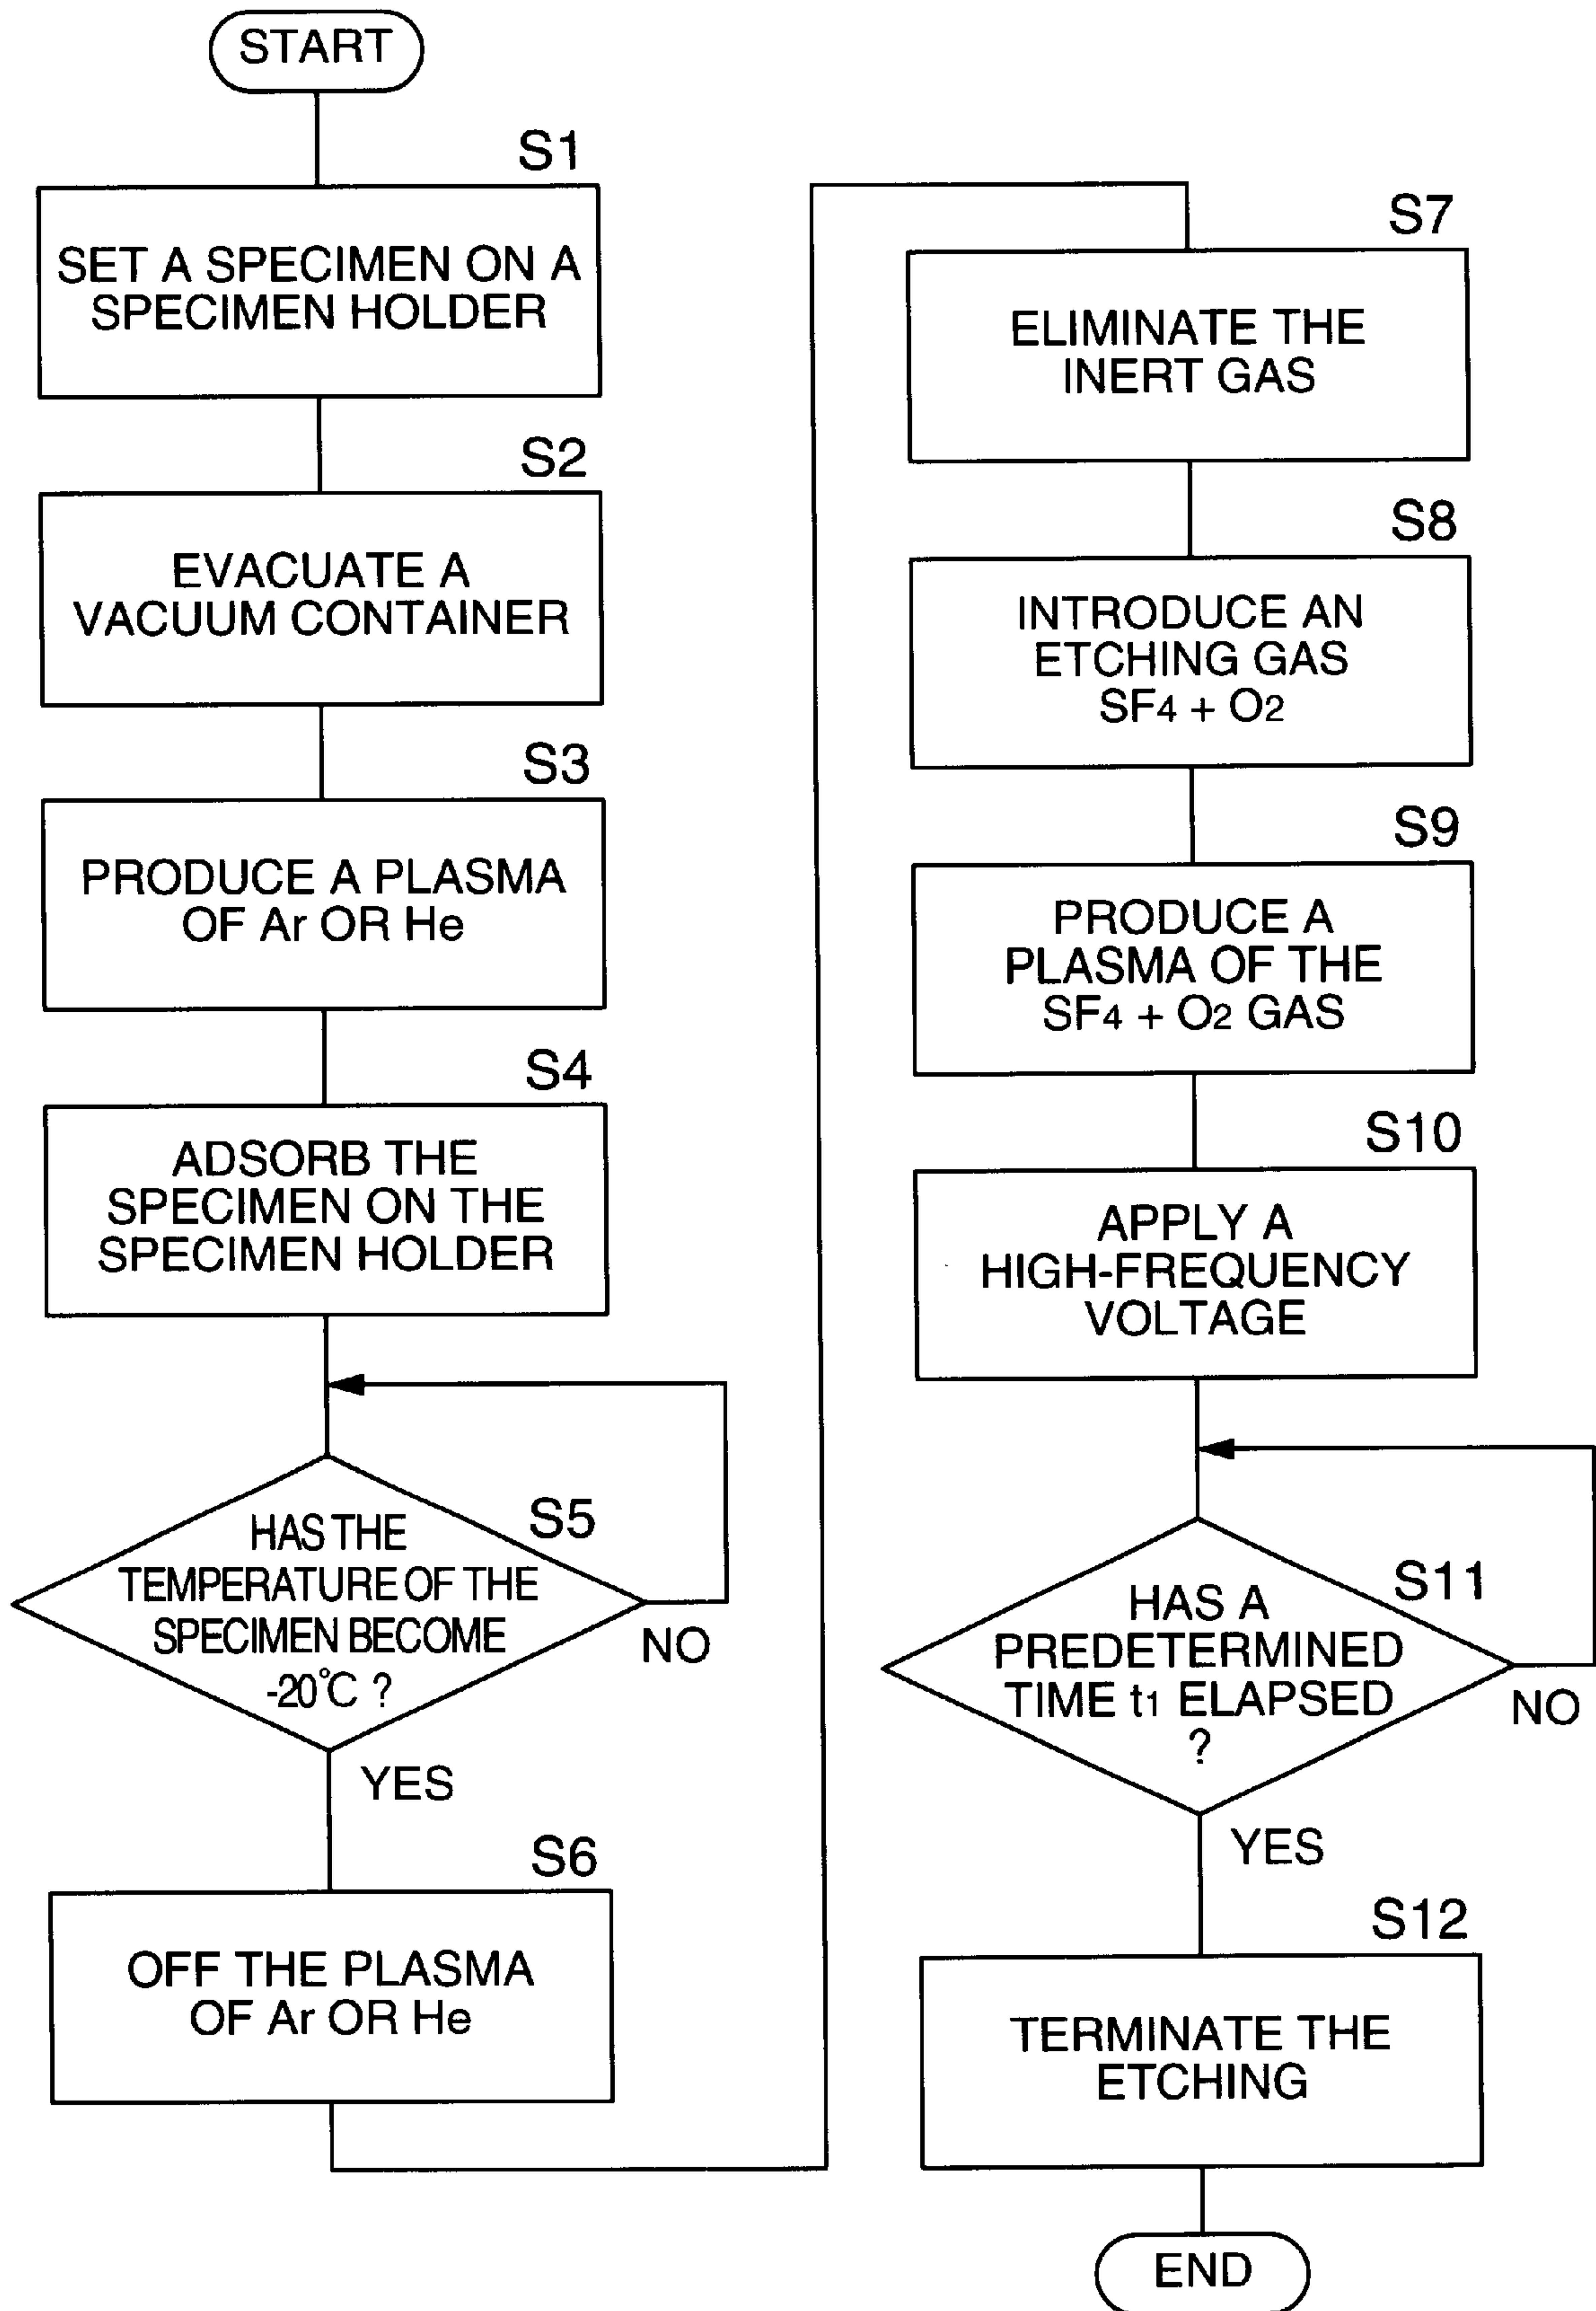 START
S1
SET A SPECIMEN ON A
SPECIMEN HOLDER
S2
EVACUATE A
VACUUM CONTAINER
S3
PRODUCE A PLASMA
OF Ar OR He
S4
ADSORB THE
SPECIMEN ON THE
SPECIMEN HOLDER
S5
HAS THE
TEMPERATURE OF THE
SPECIMEN BECOME
-20℃ ?
NO
YES
S6
OFF THE PLASMA
OF Ar OR He
S7
ELIMINATE THE
INERT GAS
S8
INTRODUCE AN
ETCHING GAS
SF4 + O2
S9
PRODUCE A
PLASMA OF THE
SF4 + O2 GAS
S10
APPLY A
HIGH-FREQUENCY
VOLTAGE
S11
HAS A
PREDETERMINED
TIME t1 ELAPSED
?
NO
YES
S12
TERMINATE THE
ETCHING
END